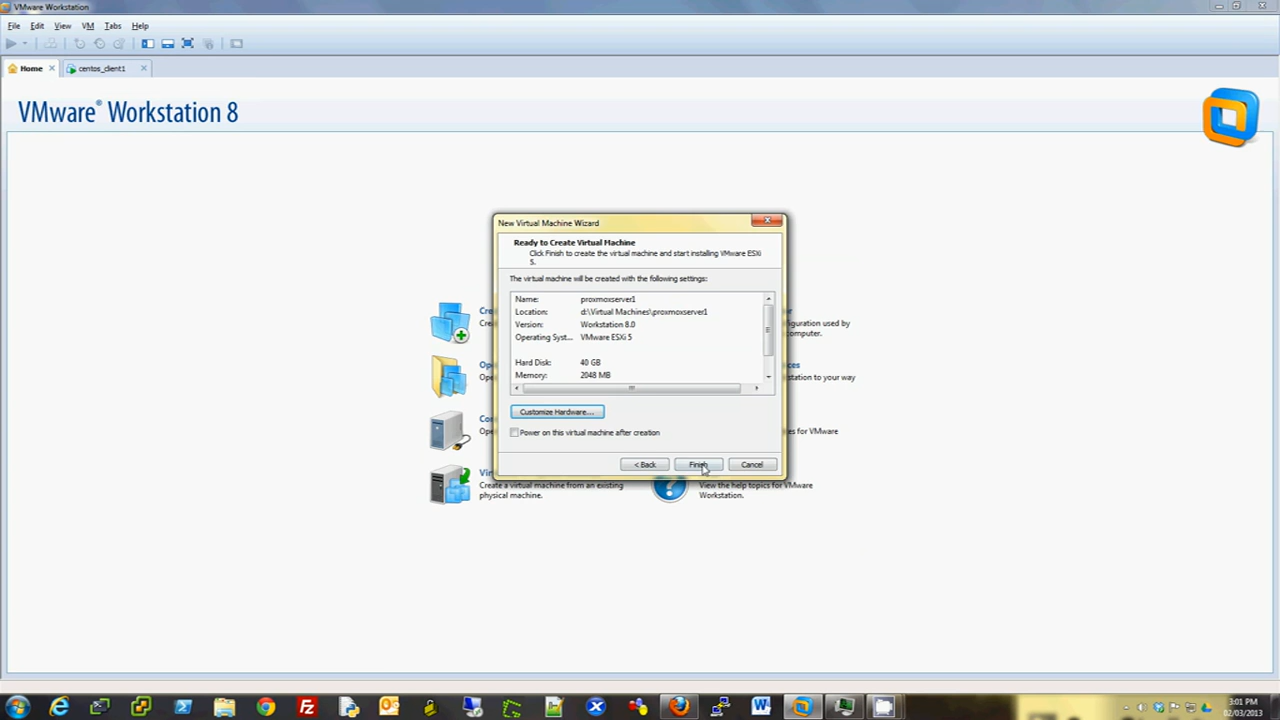 VMware Workstation
File Edit View VM Tabs Help
Home centos_client1
VMware® Workstation 8
New Virtual Machine Wizard
Ready to Create Virtual Machine
Click Finish to create the virtual machine and start installing VMware ESXi
5.
The virtual machine will be created with the following settings:
Name: proxmoxserver1
Location: d:\Virtual Machines\proxmoxserver1
Version: Workstation 8.0
Operating Syst... VMware ESXi 5
Hard Disk: 40 GB
Memory: 2048 MB
Customize Hardware...
Power on this virtual machine after creation
< Back Finish Cancel
figuration used by
computer.
station to your way
es for VMware
Create a virtual machine from an existing
physical machine.
View the help topics for VMware
Workstation.
3:01 PM
02/03/2013